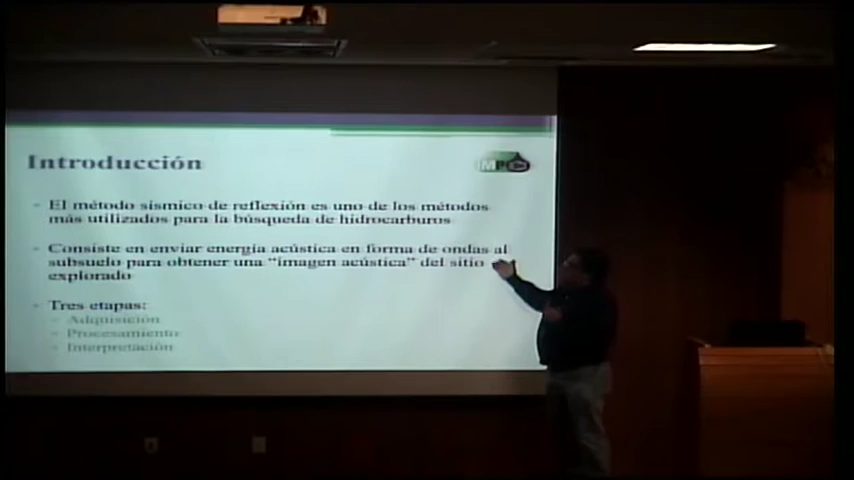 Introducción
IMP
- El método sísmico de reflexión es uno de los métodos
más utilizados para la búsqueda de hidrocarburos
- Consiste en enviar energía acústica en forma de ondas al
subsuelo para obtener una "imagen acústica" del sitio
explorado
- Tres etapas:
- Adquisición
- Procesamiento
- Interpretación